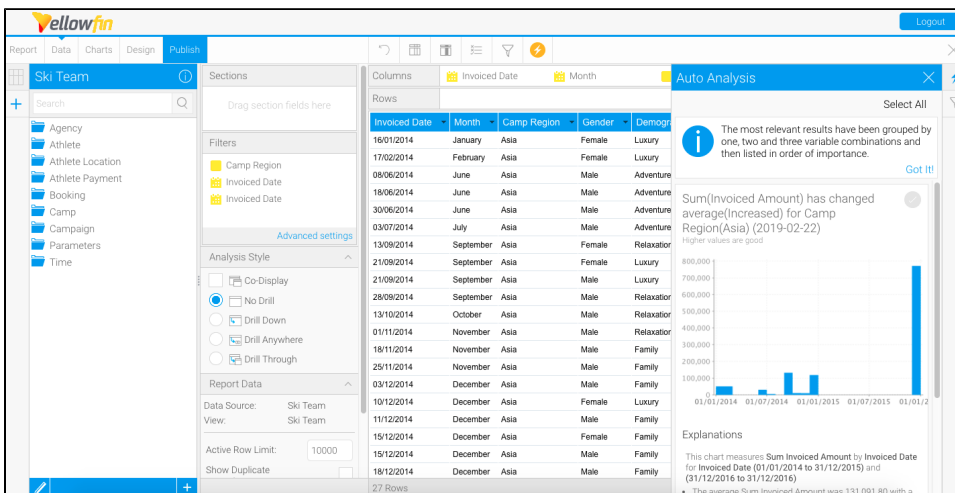 Yellowfin
Logout
Report Data Charts Design Publish
Ski Team
Search
Agency
Athlete
Athlete Location
Athlete Payment
Booking
Camp
Campaign
Parameters
Time
Sections
Drag section fields here
Filters
Camp Region
Invoiced Date
Invoiced Date
Advanced settings
Analysis Style
Co-Display
No Drill
Drill Down
Drill Anywhere
Drill Through
Report Data
Data Source: Ski Team
View: Ski Team
Active Row Limit: 10000
Show Duplicate
Columns Invoiced Date Month
Rows
Invoiced Date Month Camp Region Gender Demogra
16/01/2014 January Asia Female Luxury
17/02/2014 February Asia Female Luxury
08/06/2014 June Asia Male Adventure
18/06/2014 June Asia Male Adventure
30/06/2014 June Asia Male Adventure
03/07/2014 July Asia Male Adventure
13/09/2014 September Asia Female Relaxation
21/09/2014 September Asia Female Luxury
21/09/2014 September Asia Male Luxury
28/09/2014 September Asia Male Relaxation
13/10/2014 October Asia Male Relaxation
01/11/2014 November Asia Male Relaxation
18/11/2014 November Asia Male Family
25/11/2014 November Asia Male Family
03/12/2014 December Asia Male Family
10/12/2014 December Asia Female Luxury
11/12/2014 December Asia Male Family
15/12/2014 December Asia Female Family
15/12/2014 December Asia Male Family
18/12/2014 December Asia Male Family
27 Rows
Auto Analysis
Select All
The most relevant results have been grouped by
one, two and three variable combinations and
then listed in order of importance.
Got It!
Sum(Invoiced Amount) has changed
average(Increased) for Camp
Region(Asia) (2019-02-22)
Higher values are good
800,000
700,000
600,000
500,000
400,000
300,000
200,000
100,000
0
01/01/2014 01/07/2014 01/01/2015 01/07/2015 01/01/2
Explanations
This chart measures Sum Invoiced Amount by Invoiced Date
for Invoiced Date (01/01/2014 to 31/12/2015) and
(31/12/2016 to 31/12/2016)
• The average Sum Invoiced Amount was 131,091.80 with a